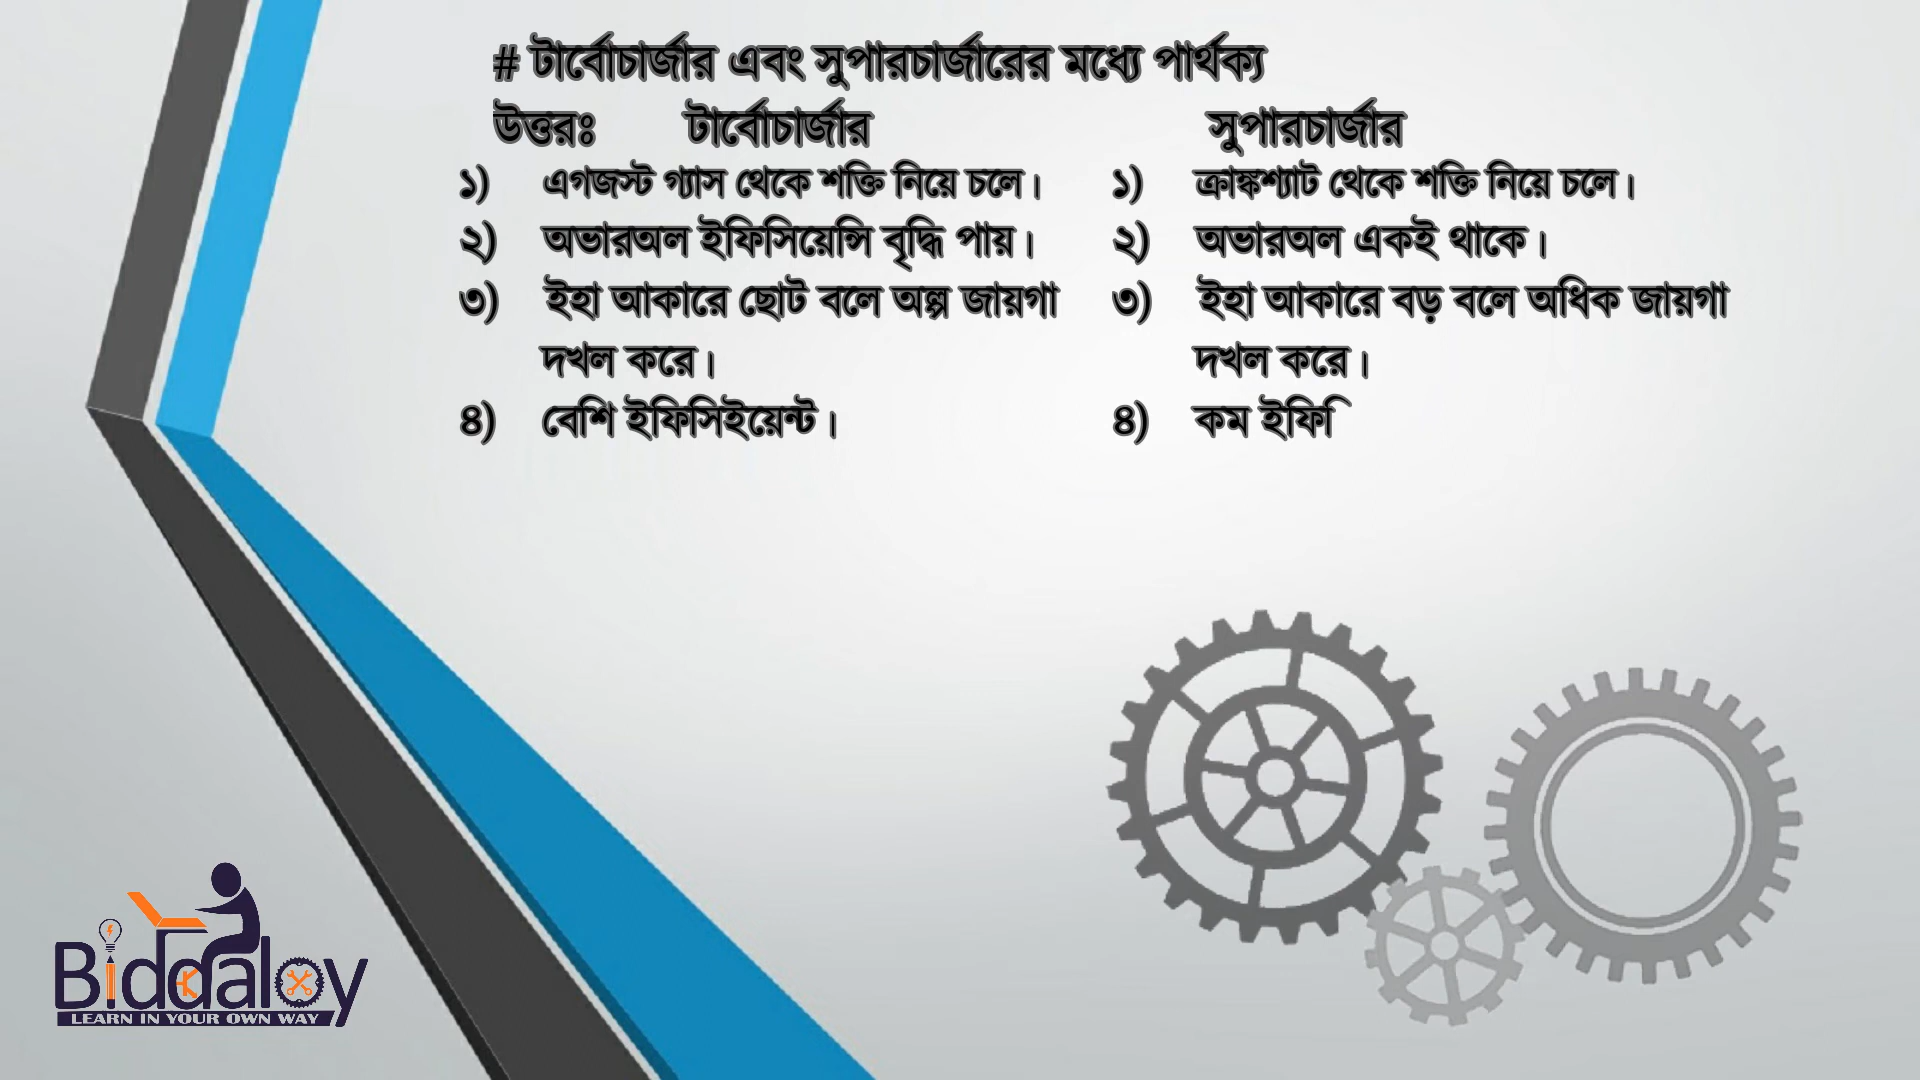 # টার্বোচার্জার এবং সুপারচার্জারের মধ্যে পার্থক্য
উত্তরঃ টার্বোচার্জার সুপারচার্জার
১) এগজস্ট গ্যাস থেকে শক্তি নিয়ে চলে।
২) অভারঅল ইফিসিয়েন্সি বৃদ্ধি পায়।
৩) ইহা আকারে ছোট বলে অল্প জায়গা
দখল করে।
৪) বেশি ইফিসিইয়েন্ট।
১) ক্রাঙ্কশ্যাট থেকে শক্তি নিয়ে চলে।
২) অভারঅল একই থাকে।
৩) ইহা আকারে বড় বলে অধিক জায়গা
দখল করে।
৪) কম ইফিি
Biddaloy
LEARN IN YOUR OWN WAY